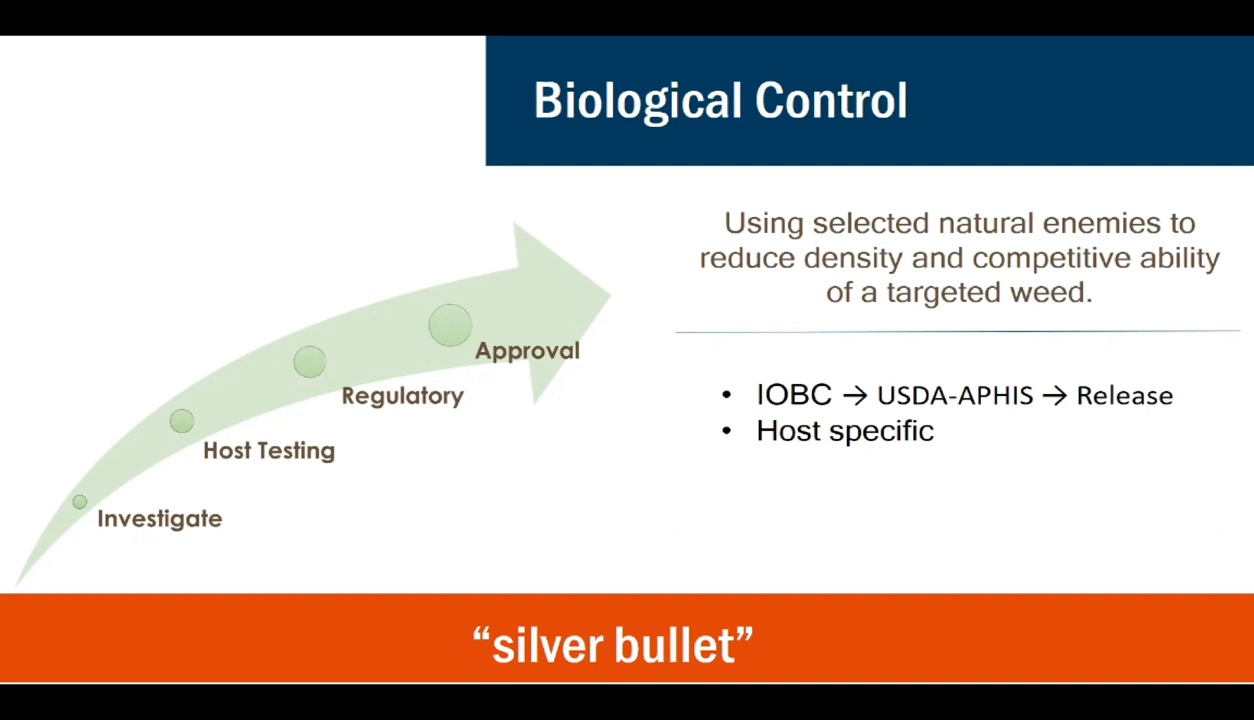 Biological Control
Using selected natural enemies to
reduce density and competitive ability
of a targeted weed.
• IOBC → USDA-APHIS → Release
• Host specific
Approval
Regulatory
Host Testing
Investigate
“silver bullet”